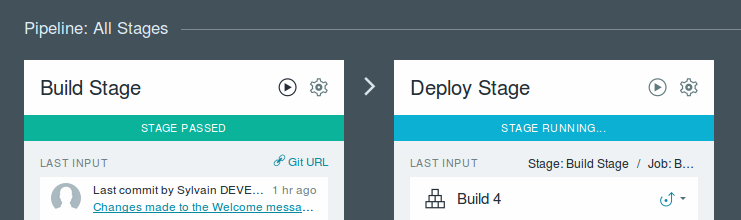 Pipeline: All Stages
Build Stage
STAGE PASSED
LAST INPUT Git URL
Last commit by Sylvain DEVE... 1 hr ago
Changes made to the Welcome messa...
Deploy Stage
STAGE RUNNING...
LAST INPUT Stage: Build Stage / Job: B...
Build 4